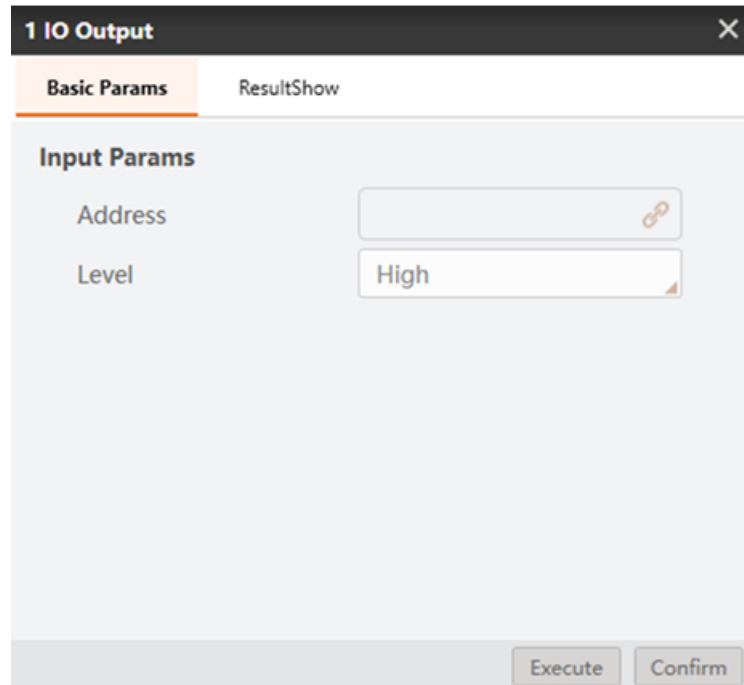 1 IO Output
Basic Params ResultShow
Input Params
Address
Level High
Execute Confirm